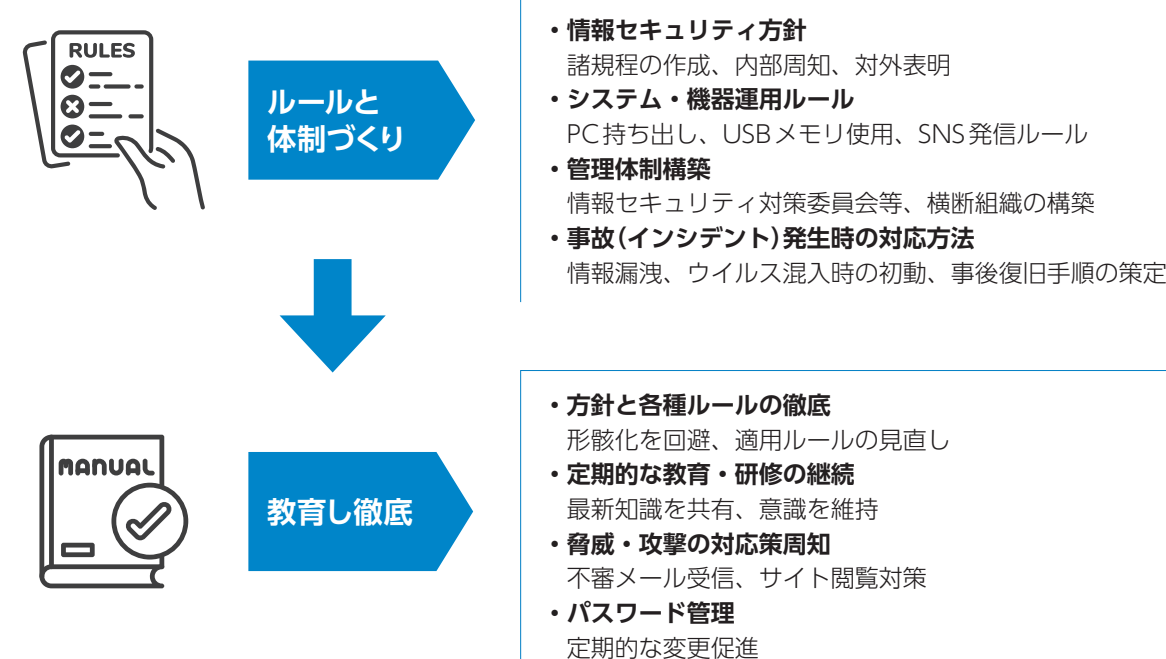 RULES
ルールと
体制づくり
・情報セキュリティ方針
諸規程の作成、内部周知、対外表明
・システム・機器運用ルール
PC持ち出し、USBメモリ使用、SNS発信ルール
・管理体制構築
情報セキュリティ対策委員会等、横断組織の構築
・事故(インシデント)発生時の対応方法
情報漏洩、ウイルス混入時の初動、事後復旧手順の策定
MANUAL
教育し徹底
・方針と各種ルールの徹底
形骸化を回避、適用ルールの見直し
・定期的な教育・研修の継続
最新知識を共有、意識を維持
・脅威・攻撃の対応策周知
不審メール受信、サイト閲覧対策
・パスワード管理
定期的な変更促進